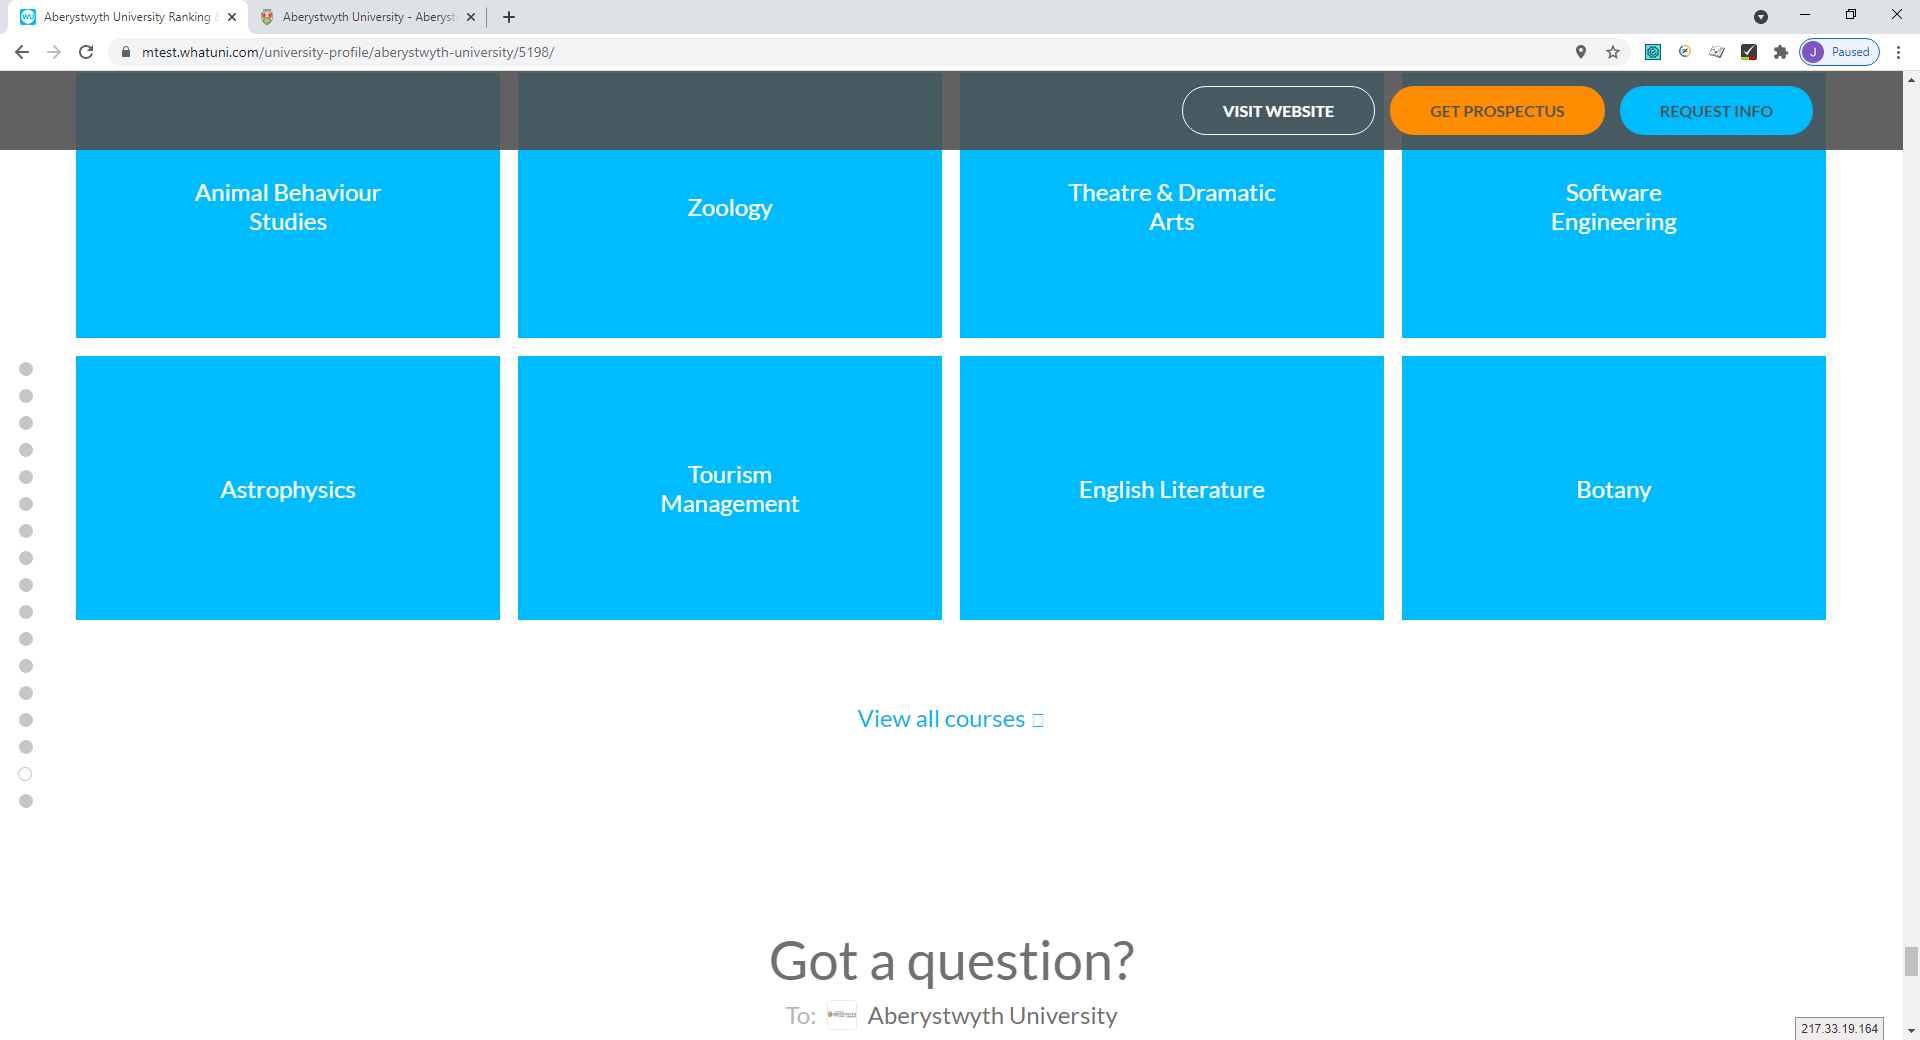 Aberystwyth University Ranking
Aberystwyth University - Aberyst
mtest.whatuni.com/university-profile/aberystwyth-university/5198/
J Paused
VISIT WEBSITE
GET PROSPECTUS
REQUEST INFO
Animal Behaviour
Studies
Zoology
Theatre & Dramatic
Arts
Software
Engineering
Astrophysics
Tourism
Management
English Literature
Botany
View all courses
Got a question?
To: Aberystwyth University
217.33.19.164